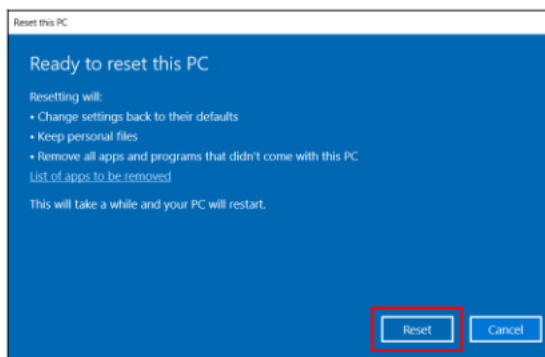 Reset this PC
Ready to reset this PC
Resetting will:
• Change settings back to their defaults
• Keep personal files
• Remove all apps and programs that didn't come with this PC
List of apps to be removed
This will take a while and your PC will restart.
Reset
Cancel